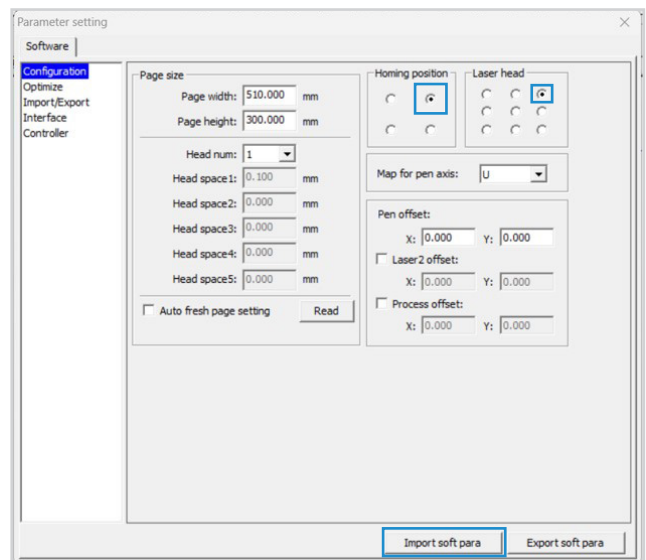 Parameter setting
Software
Configuration
Optimize
Import/Export
Interface
Controller
Page size
Page width: 510.000 mm
Page height: 300.000 mm
Head num: 1
Head space1: 0.100 mm
Head space2: 0.000 mm
Head space3: 0.000 mm
Head space4: 0.000 mm
Head space5: 0.000 mm
Auto fresh page setting Read
Homing position
Laser head
Map for pen axis: U
Pen offset:
X: 0.000 Y: 0.000
Laser2 offset:
X: 0.000 Y: 0.000
Process offset:
X: 0.000 Y: 0.000
Import soft para Export soft para